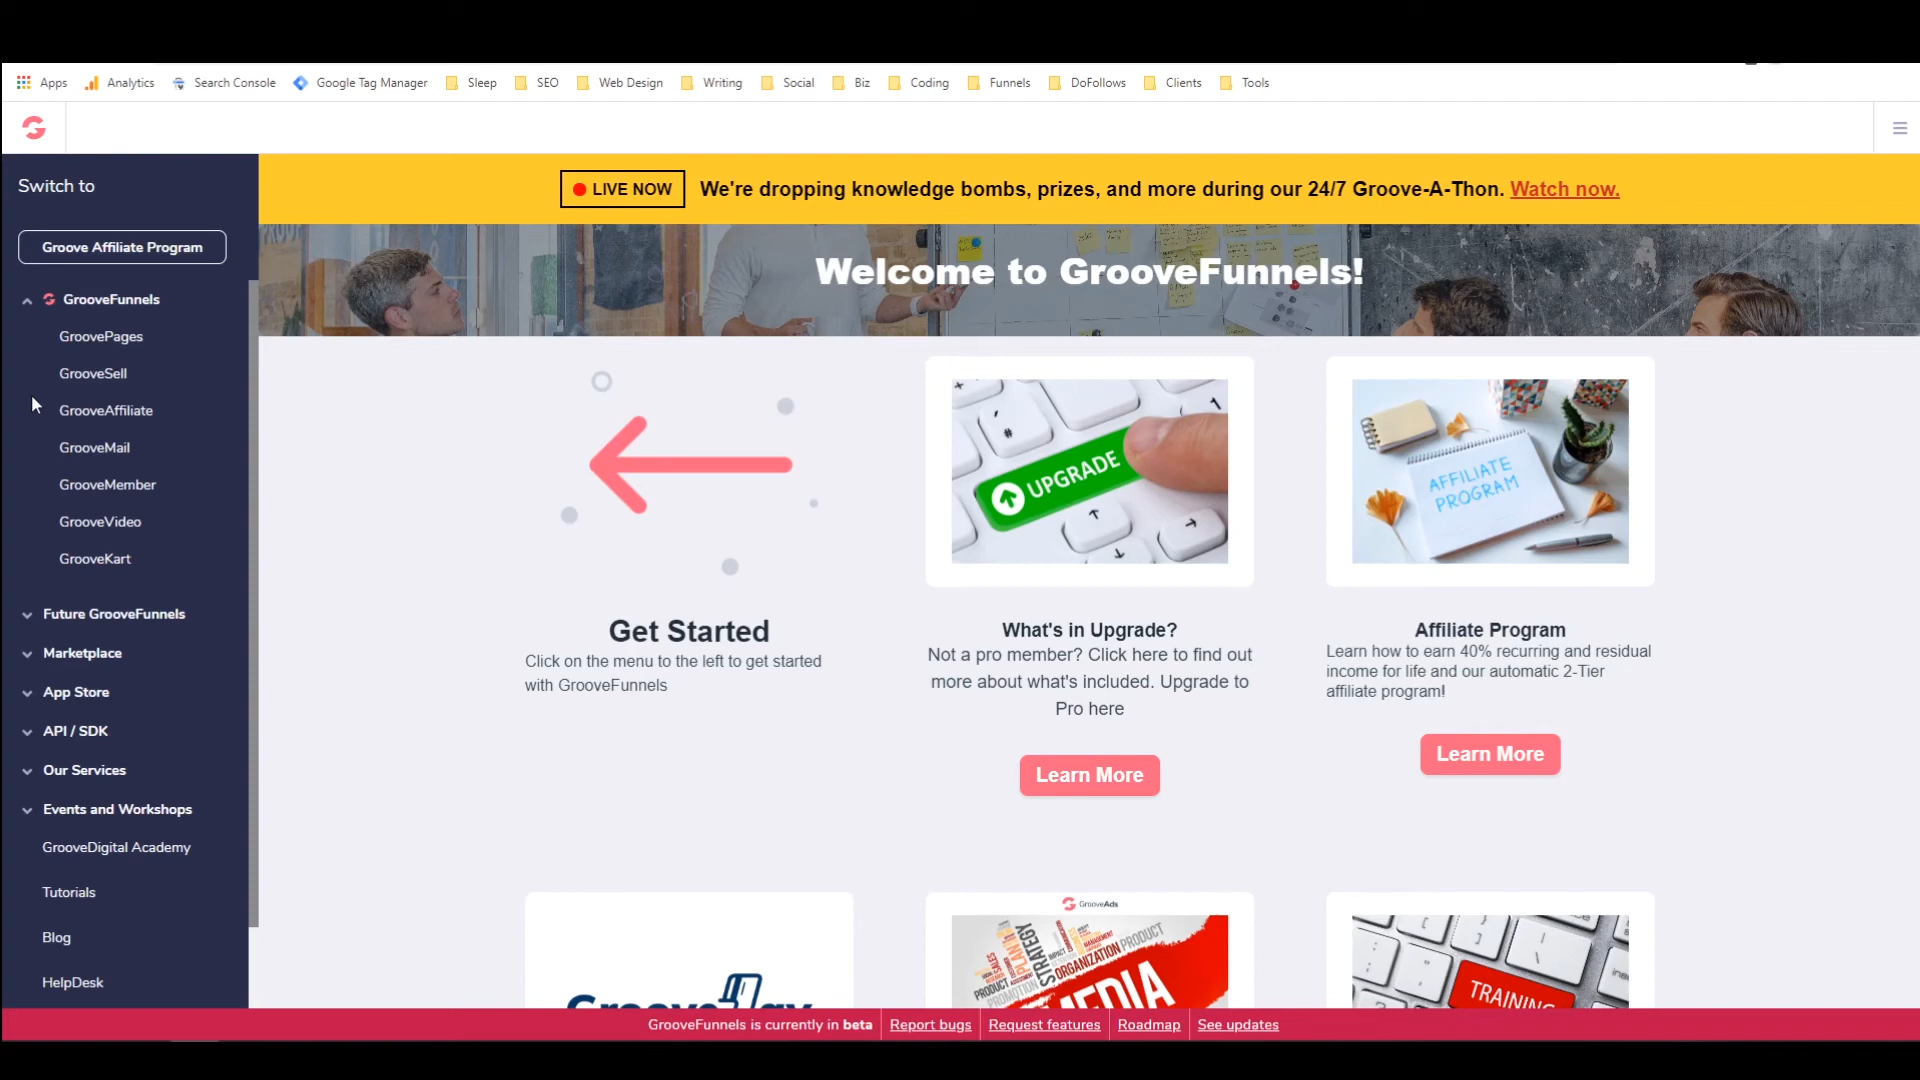 Apps Analytics Search Console Google Tag Manager Sleep SEO Web Design Writing Social Biz Coding Funnels DoFollows Clients Tools
Switch to
Groove Affiliate Program
GrooveFunnels
GroovePages
GrooveSell
GrooveAffiliate
GrooveMail
GrooveMember
GrooveVideo
GrooveKart
Future GrooveFunnels
Marketplace
App Store
API / SDK
Our Services
Events and Workshops
GrooveDigital Academy
Tutorials
Blog
HelpDesk
LIVE NOW We're dropping knowledge bombs, prizes, and more during our 24/7 Groove-A-Thon. Watch now.
Welcome to GrooveFunnels!
Get Started
Click on the menu to the left to get started
with GrooveFunnels
UPGRADE
What's in Upgrade?
Not a pro member? Click here to find out
more about what's included. Upgrade to
Pro here
Learn More
AFFILIATE
PROGRAM
Affiliate Program
Learn how to earn 40% recurring and residual
income for life and our automatic 2-Tier
affiliate program!
Learn More
GrooveAds
STRATEGY
PLAN
SALES
PRODUCT
PROMOTION
ORGANIZATION PRODUCT
MEDIA
TRAINING
GrooveFunnels is currently in beta Report bugs Request features Roadmap See updates